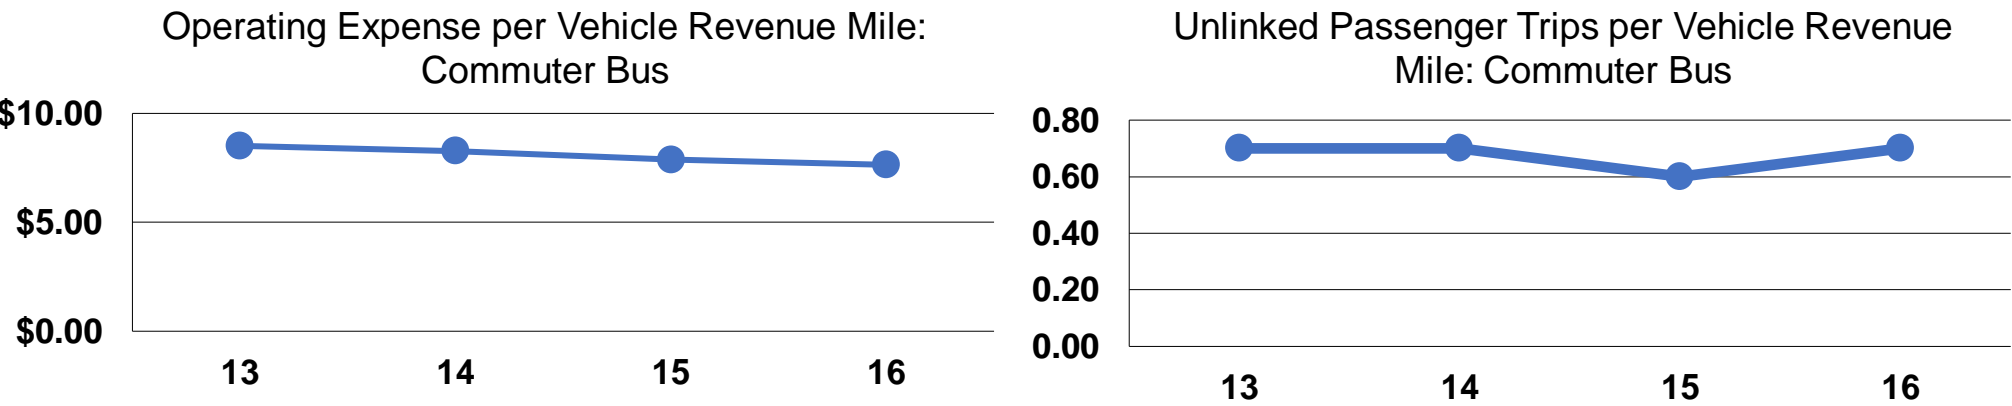 Operating Expense per Vehicle Revenue Mile:
Commuter Bus
$10.00
$5.00
$0.00
13 14 15 16
Unlinked Passenger Trips per Vehicle Revenue
Mile: Commuter Bus
0.80
0.60
0.40
0.20
0.00
13 14 15 16